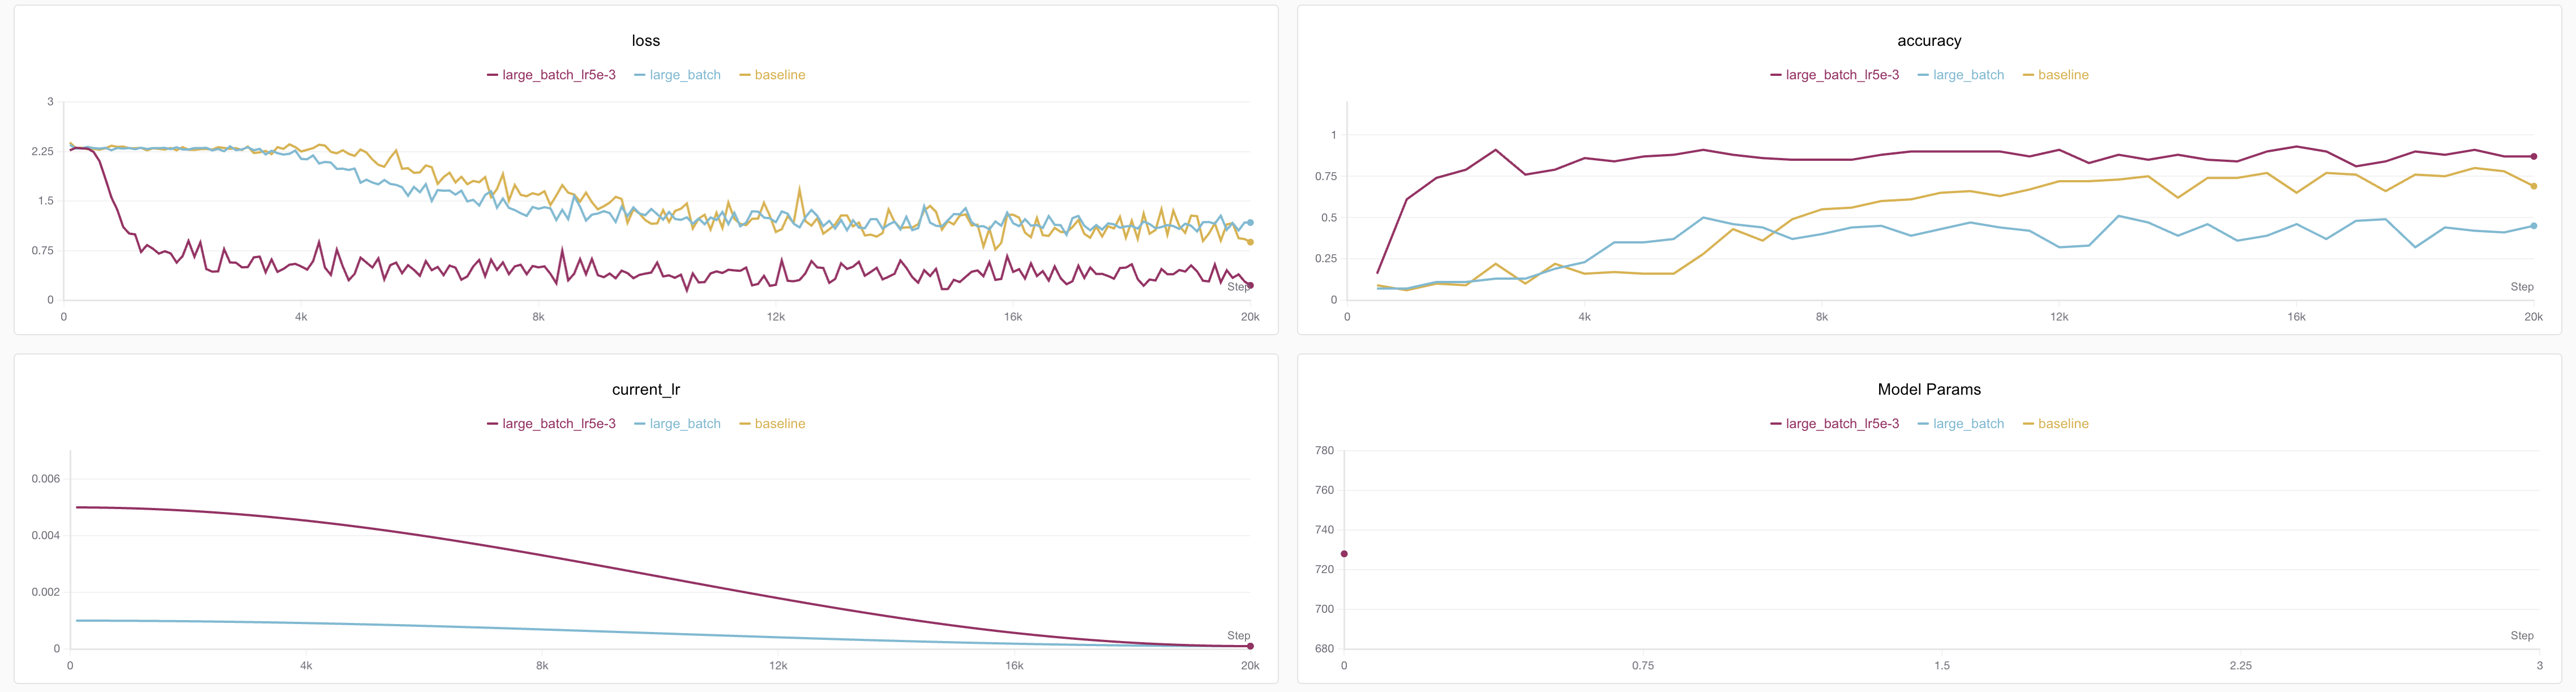 loss
large_batch_lr5e-3 large_batch baseline
3
2.25
1.5
0.75
0
Step
0 4k 8k 12k 16k 20k
accuracy
large_batch_lr5e-3 large_batch baseline
1
0.75
0.5
0.25
0
Step
0 4k 8k 12k 16k 20k
current_lr
large_batch_lr5e-3 large_batch baseline
0.006
0.004
0.002
0
Step
0 4k 8k 12k 16k 20k
Model Params
large_batch_lr5e-3 large_batch baseline
780
760
740
720
700
680
Step
0 0.75 1.5 2.25 3